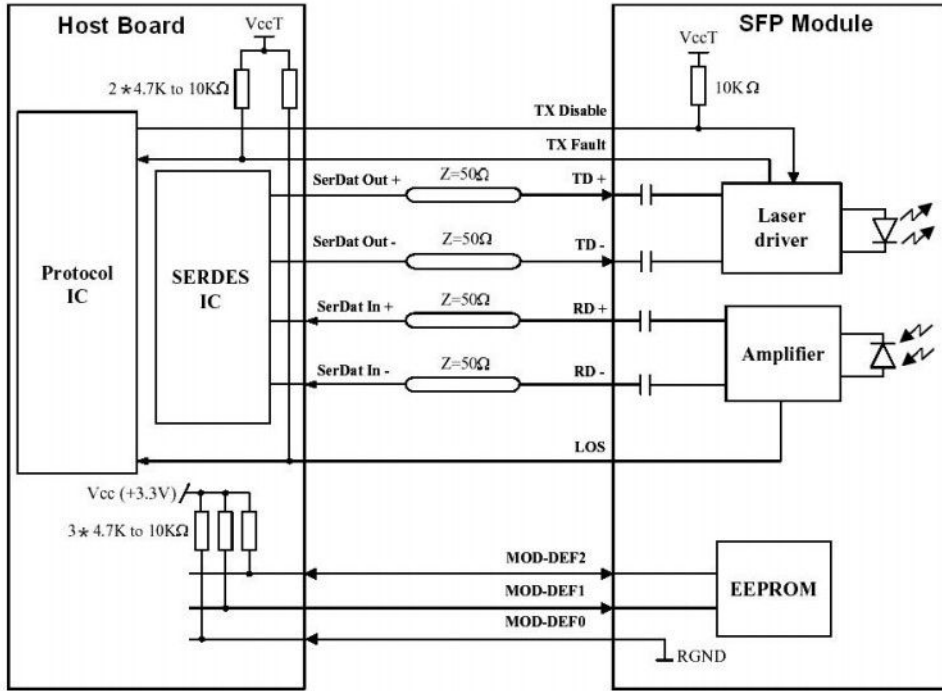 Host Board
SFP Module
VccT
VccT
2*4.7K to 10KΩ
10KΩ
TX Disable
TX Fault
SerDat Out +
Z=50Ω
TD +
Laser
driver
SerDat Out -
Z=50Ω
TD -
Protocol
IC
SERDES
IC
SerDat In +
Z=50Ω
RD +
Amplifier
SerDat In -
Z=50Ω
RD -
LOS
Vcc (+3.3V)
3*4.7K to 10KΩ
MOD-DEF2
MOD-DEF1
EEPROM
MOD-DEF0
RGND